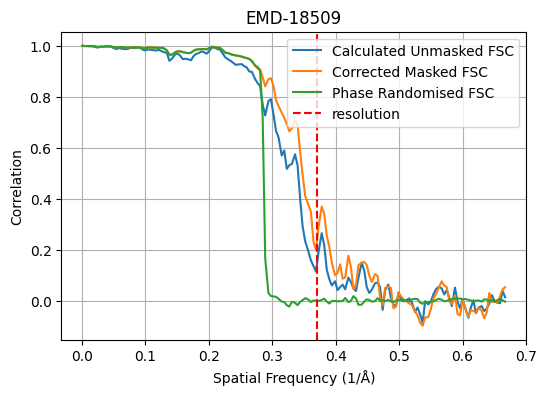 EMD-18509
Calculated Unmasked FSC
Corrected Masked FSC
Phase Randomised FSC
resolution
Correlation
1.0
0.8
0.6
0.4
0.2
0.0
0.0 0.1 0.2 0.3 0.4 0.5 0.6 0.7
Spatial Frequency (1/Å)